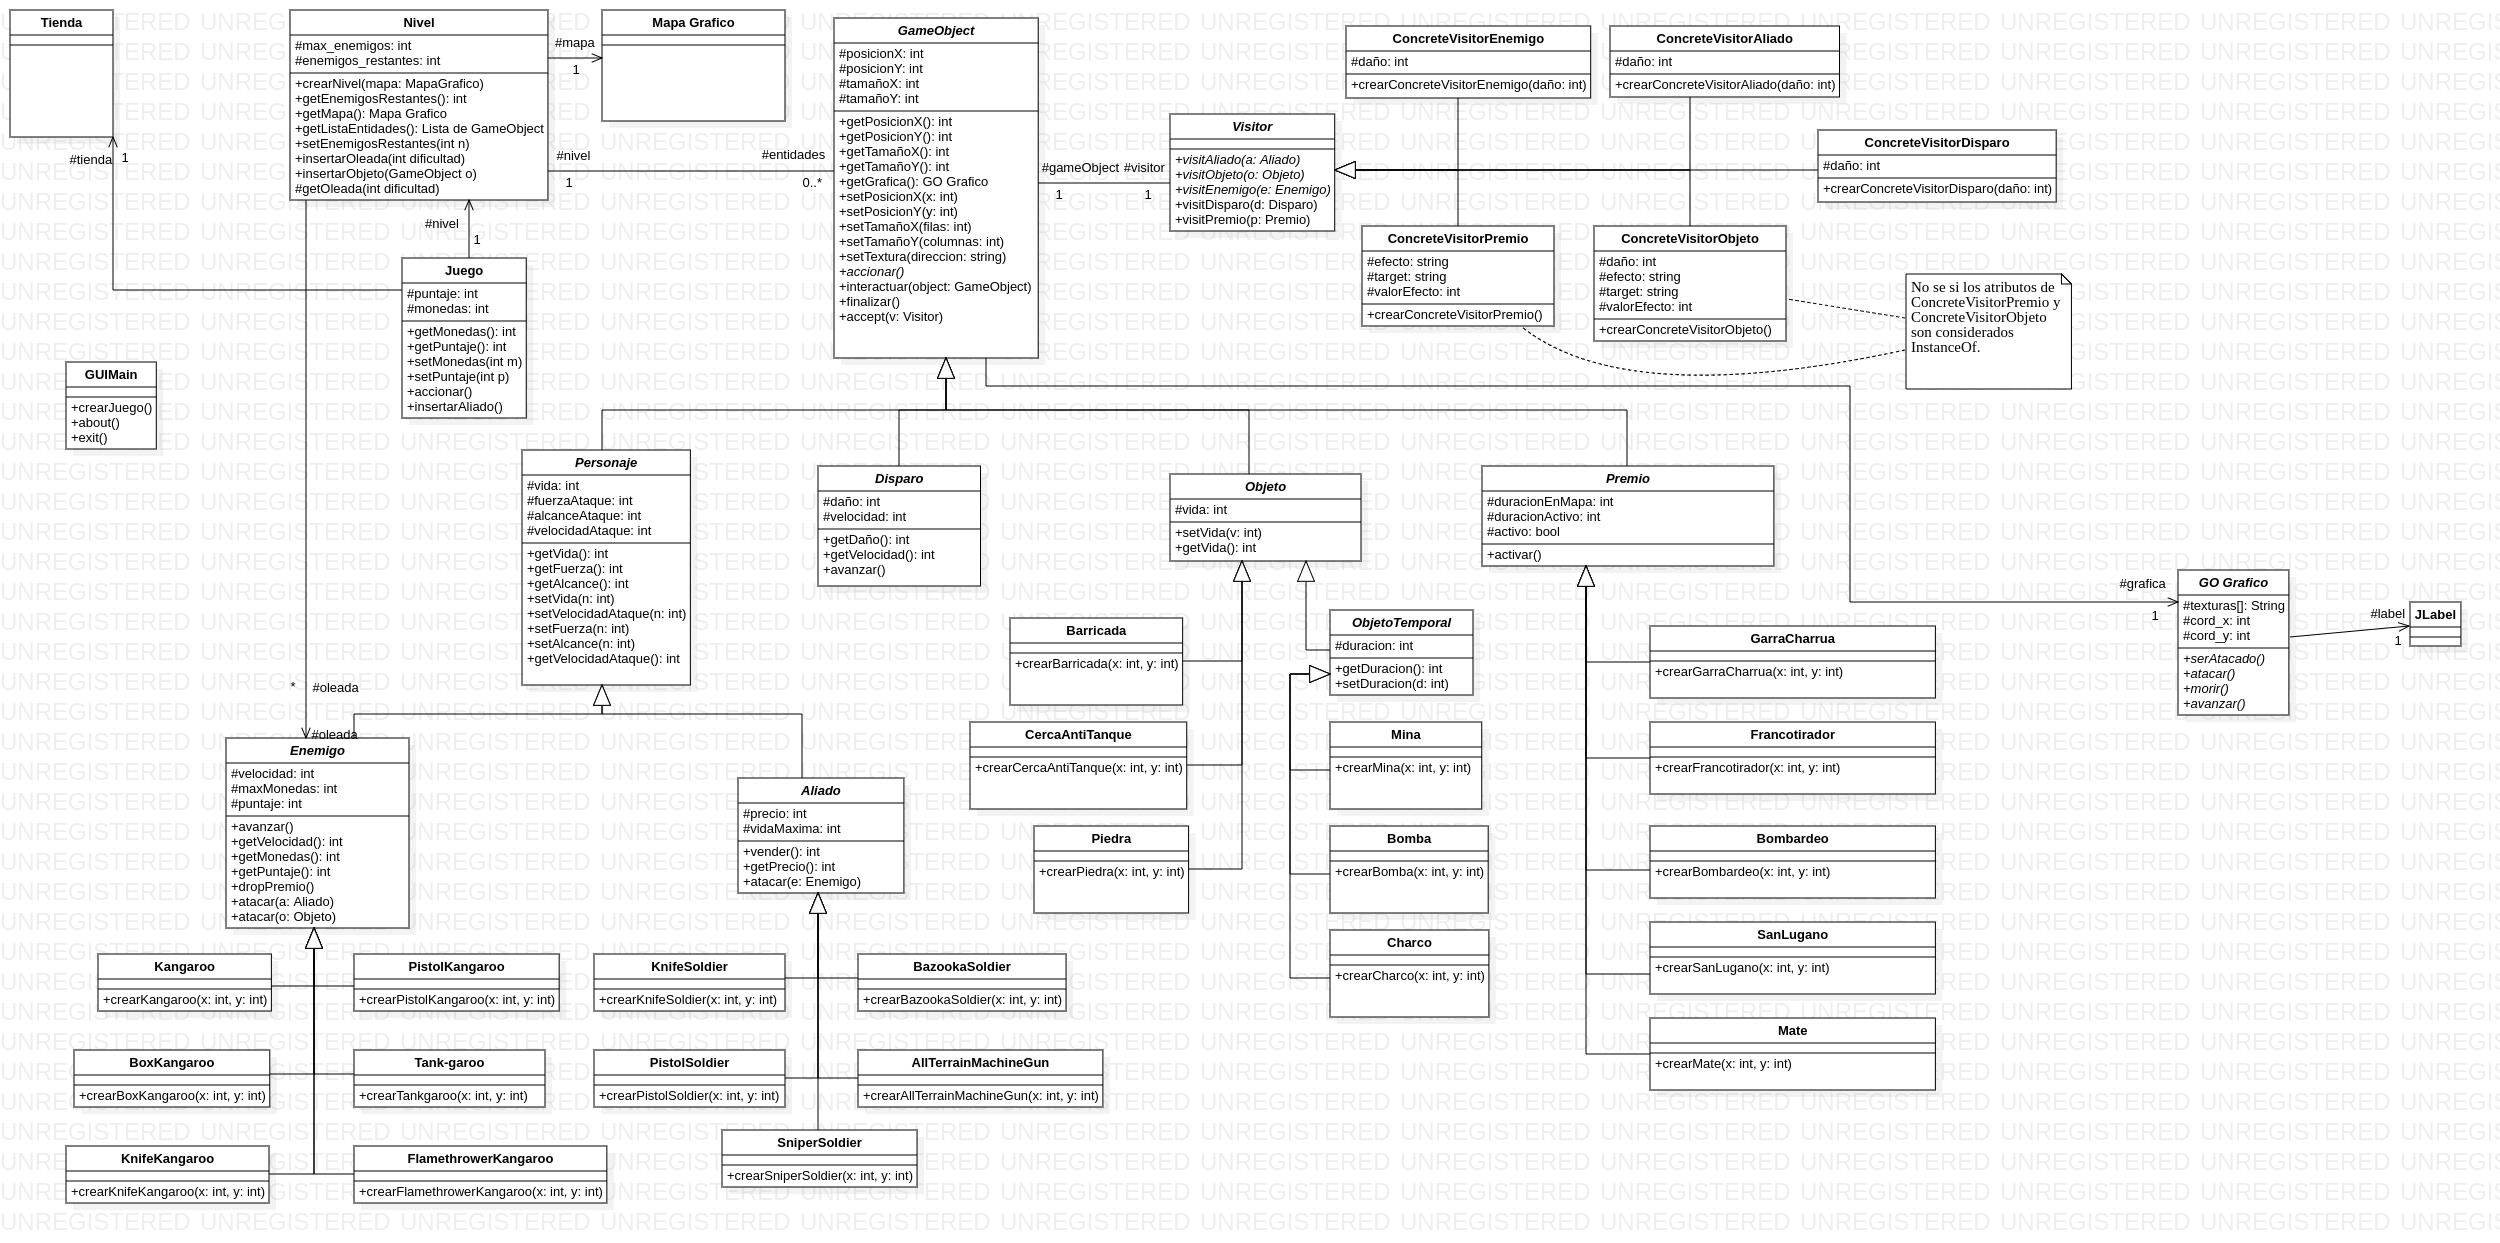 Tienda
#tienda
1
Nivel
#max_enemigos: int
#enemigos_restantes: int
+crearNivel(mapa: MapaGrafico)
+getEnemigosRestantes(): int
+getMapa(): Mapa Grafico
+getListaEntidades(): Lista de GameObject
+setEnemigosRestantes(int n)
+insertarOleada(int dificultad)
+insertarObjeto(GameObject o)
#getOleada(int dificultad)
#mapa
1
Mapa Grafico
#nivel
1
#entidades
0..*
#nivel
1
Juego
#puntaje: int
#monedas: int
+getMonedas(): int
+getPuntaje(): int
+setMonedas(int m)
+setPuntaje(int p)
+accionar()
+insertarAliado()
GUIMain
+crearJuego()
+about()
+exit()
GameObject
#posicionX: int
#posicionY: int
#tamañoX: int
#tamañoY: int
+getPosicionX(): int
+getPosicionY(): int
+getTamañoX(): int
+getTamañoY(): int
+getGrafica(): GO Grafico
+setPosicionX(x: int)
+setPosicionY(y: int)
+setTamañoX(filas: int)
+setTamañoY(columnas: int)
+setTextura(direccion: string)
+accionar()
+interactuar(object: GameObject)
+finalizar()
+accept(v: Visitor)
#gameObject #visitor
1
1
Visitor
+visitAliado(a: Aliado)
+visitObjeto(o: Objeto)
+visitEnemigo(e: Enemigo)
+visitDisparo(d: Disparo)
+visitPremio(p: Premio)
ConcreteVisitorEnemigo
#daño: int
+crearConcreteVisitorEnemigo(daño: int)
ConcreteVisitorAliado
#daño: int
+crearConcreteVisitorAliado(daño: int)
ConcreteVisitorDisparo
#daño: int
+crearConcreteVisitorDisparo(daño: int)
ConcreteVisitorPremio
#efecto: string
#target: string
#valorEfecto: int
+crearConcreteVisitorPremio()
ConcreteVisitorObjeto
#daño: int
#efecto: string
#target: string
#valorEfecto: int
+crearConcreteVisitorObjeto()
No se si los atributos de
ConcreteVisitorPremio y
ConcreteVisitorObjeto
son considerados
InstanceOf.
Personaje
#vida: int
#fuerzaAtaque: int
#alcanceAtaque: int
#velocidadAtaque: int
+getVida(): int
+getFuerza(): int
+getAlcance(): int
+setVida(n: int)
+setVelocidadAtaque(n: int)
+setFuerza(n: int)
+setAlcance(n: int)
+getVelocidadAtaque(): int
Disparo
#daño: int
#velocidad: int
+getDaño(): int
+getVelocidad(): int
+avanzar()
Objeto
#vida: int
+setVida(v: int)
+getVida(): int
Premio
#duracionEnMapa: int
#duracionActivo: int
#activo: bool
+activar()
#grafica
1
GO Grafico
#texturas[]: String
#cord_x: int
#cord_y: int
+serAtacado()
+atacar()
+morir()
+avanzar()
#label
1
JLabel
Barricada
+crearBarricada(x: int, y: int)
CercaAntiTanque
+crearCercaAntiTanque(x: int, y: int)
Piedra
+crearPiedra(x: int, y: int)
ObjetoTemporal
#duracion: int
+getDuracion(): int
+setDuracion(d: int)
Mina
+crearMina(x: int, y: int)
Bomba
+crearBomba(x: int, y: int)
Charco
+crearCharco(x: int, y: int)
GarraCharrua
+crearGarraCharrua(x: int, y: int)
Francotirador
+crearFrancotirador(x: int, y: int)
Bombardeo
+crearBombardeo(x: int, y: int)
SanLugano
+crearSanLugano(x: int, y: int)
Mate
+crearMate(x: int, y: int)
* #oleada
#oleada
Enemigo
#velocidad: int
#maxMonedas: int
#puntaje: int
+avanzar()
+getVelocidad(): int
+getMonedas(): int
+getPuntaje(): int
+dropPremio()
+atacar(a: Aliado)
+atacar(o: Objeto)
Aliado
#precio: int
#vidaMaxima: int
+vender(): int
+getPrecio(): int
+atacar(e: Enemigo)
Kangaroo
+crearKangaroo(x: int, y: int)
PistolKangaroo
+crearPistolKangaroo(x: int, y: int)
BoxKangaroo
+crearBoxKangaroo(x: int, y: int)
Tank-garoo
+crearTankgaroo(x: int, y: int)
KnifeKangaroo
+crearKnifeKangaroo(x: int, y: int)
FlamethrowerKangaroo
+crearFlamethrowerKangaroo(x: int, y: int)
KnifeSoldier
+crearKnifeSoldier(x: int, y: int)
BazookaSoldier
+crearBazookaSoldier(x: int, y: int)
PistolSoldier
+crearPistolSoldier(x: int, y: int)
AllTerrainMachineGun
+crearAllTerrainMachineGun(x: int, y: int)
SniperSoldier
+crearSniperSoldier(x: int, y: int)
UNREGISTERED